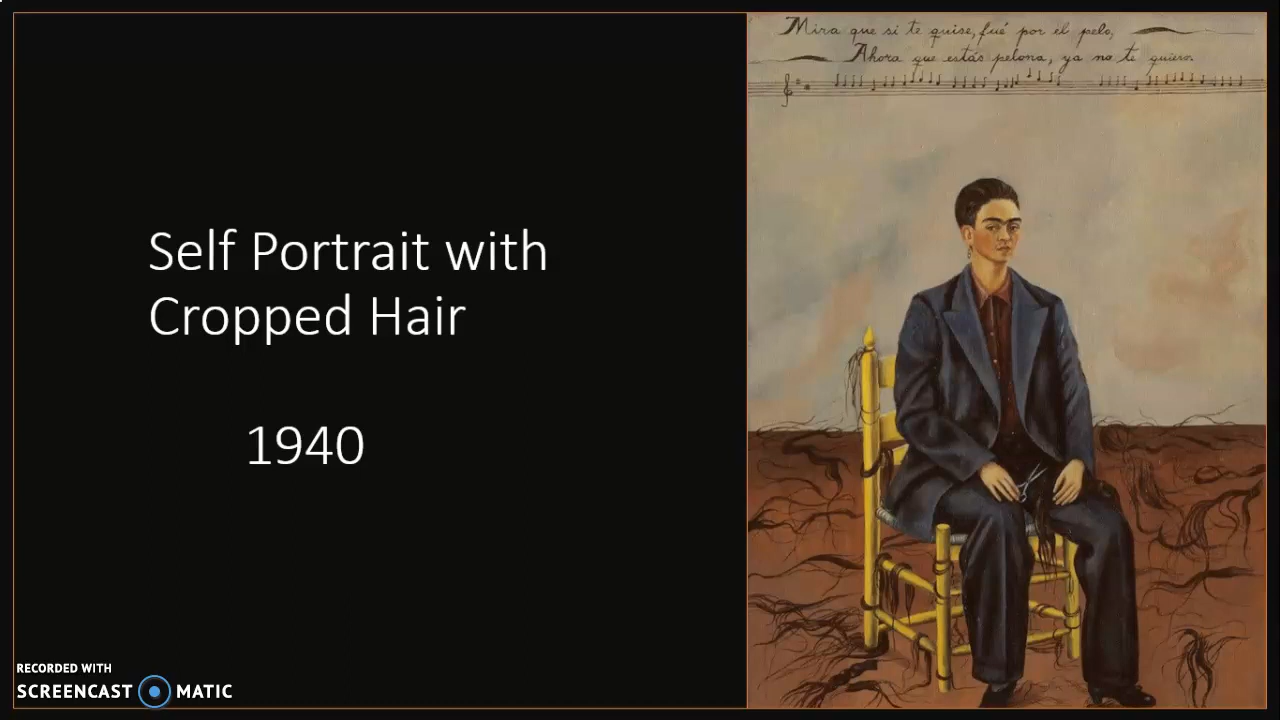 Self Portrait with
Cropped Hair
1940
Mira que si te quise, fué por el pelo,
Ahora que estás pelona, ya no te quiero.
RECORDED WITH
SCREENCAST MATIC